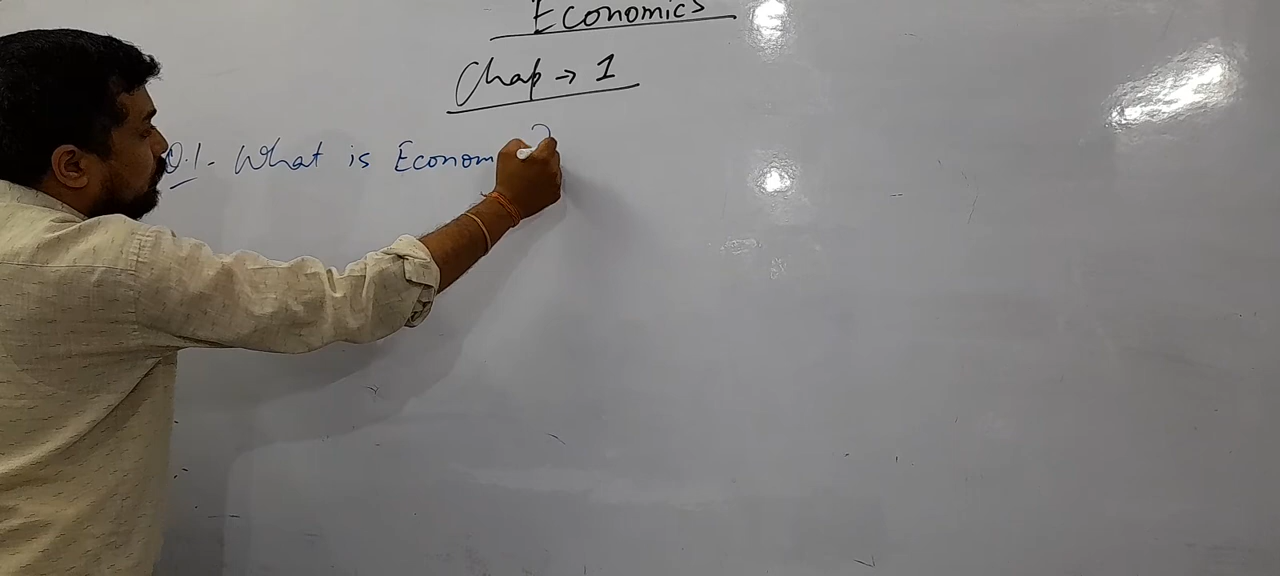 Economics
Chap → 1
Q.1- What is Econom ?